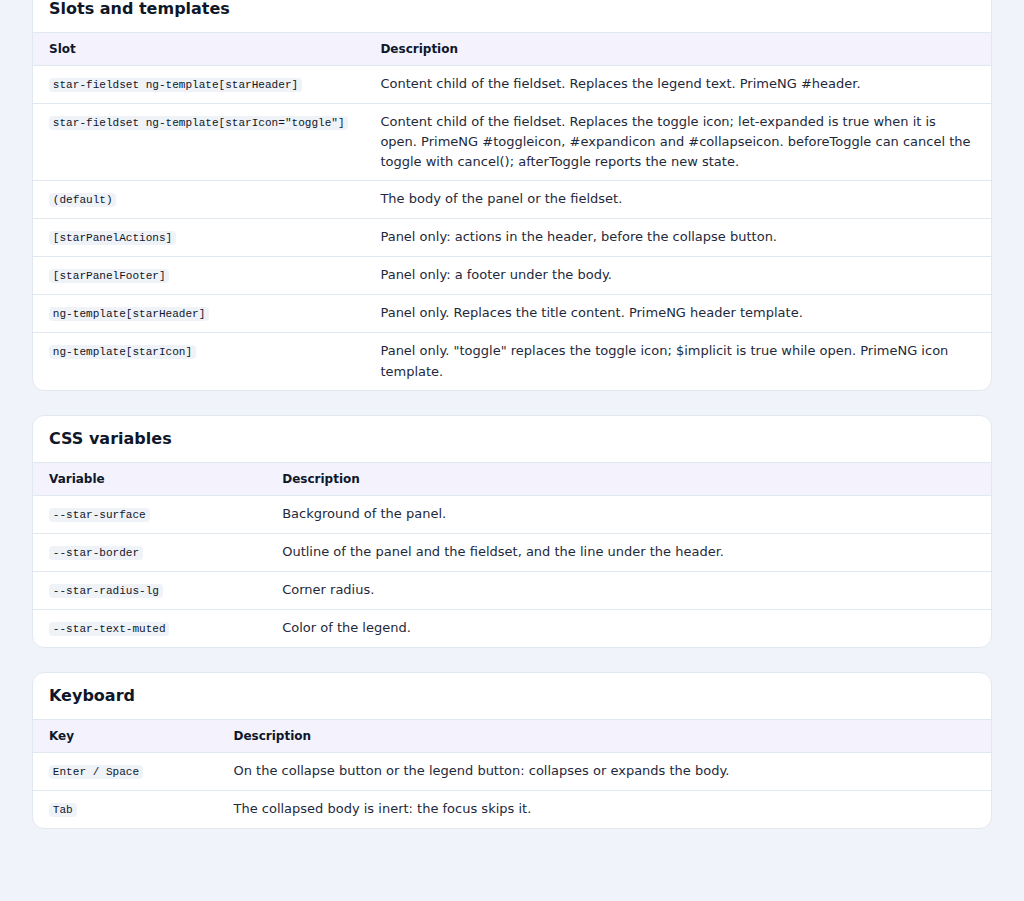 Slots and templates
Slot Description
star-fieldset ng-template[starHeader] Content child of the fieldset. Replaces the legend text. PrimeNG #header.
star-fieldset ng-template[starIcon="toggle"] Content child of the fieldset. Replaces the toggle icon; let-expanded is true when it is
open. PrimeNG #toggleicon, #expandicon and #collapseicon. beforeToggle can cancel the
toggle with cancel(); afterToggle reports the new state.
(default) The body of the panel or the fieldset.
[starPanelActions] Panel only: actions in the header, before the collapse button.
[starPanelFooter] Panel only: a footer under the body.
ng-template[starHeader] Panel only. Replaces the title content. PrimeNG header template.
ng-template[starIcon] Panel only. "toggle" replaces the toggle icon; $implicit is true while open. PrimeNG icon
template.
CSS variables
Variable Description
--star-surface Background of the panel.
--star-border Outline of the panel and the fieldset, and the line under the header.
--star-radius-lg Corner radius.
--star-text-muted Color of the legend.
Keyboard
Key Description
Enter / Space On the collapse button or the legend button: collapses or expands the body.
Tab The collapsed body is inert: the focus skips it.